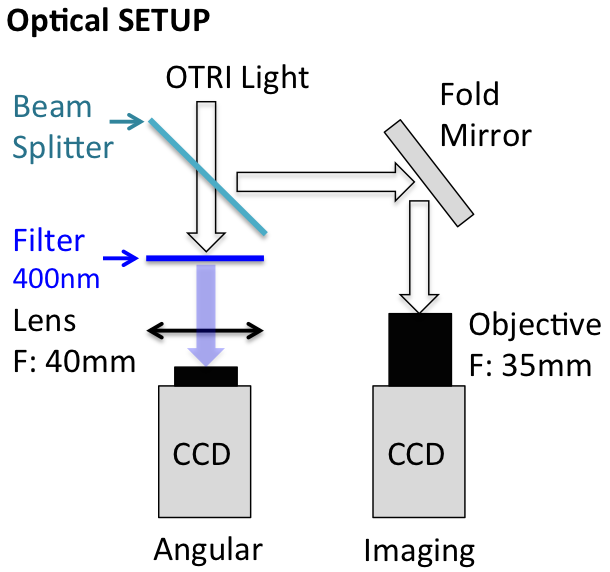 Optical SETUP
OTRI Light
Beam
Splitter
Fold
Mirror
Filter
400nm
Lens
F: 40mm
Objective
F: 35mm
CCD
CCD
Angular
Imaging